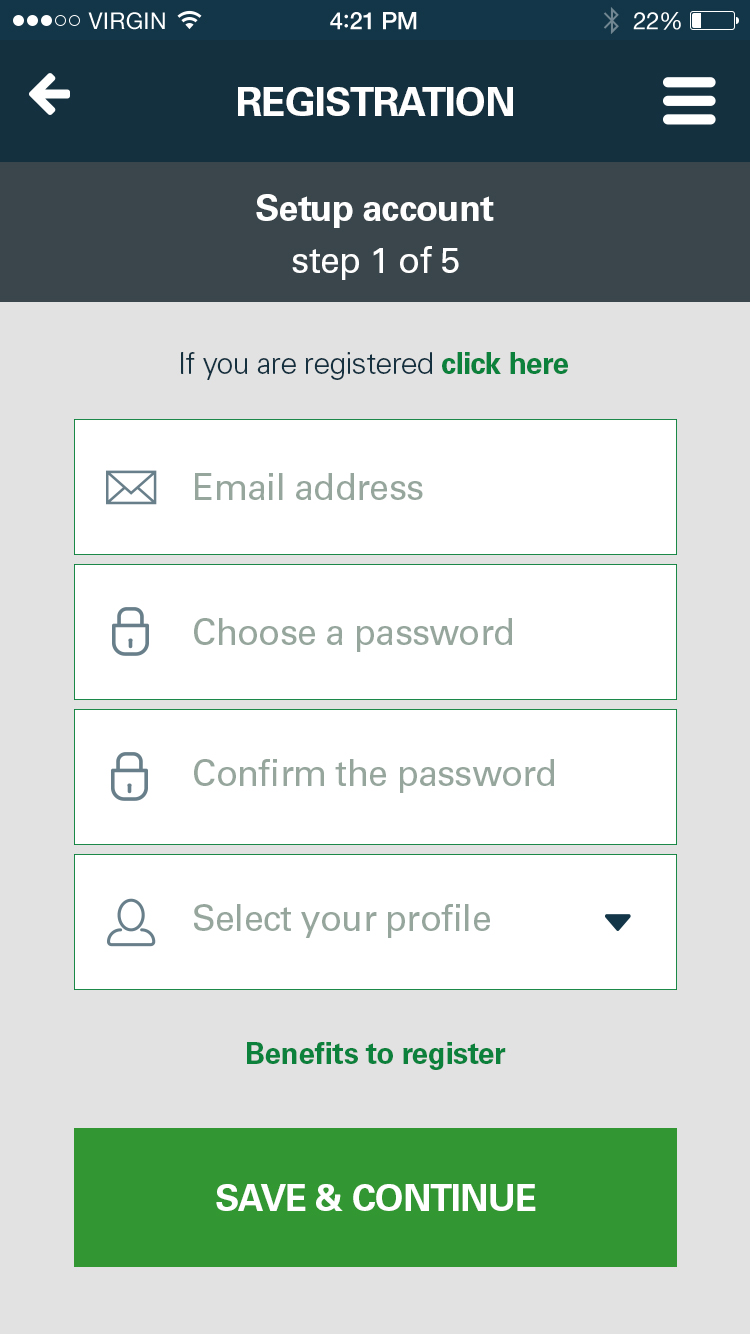 VIRGIN 4:21 PM 22%
REGISTRATION
Setup account
step 1 of 5
If you are registered click here
Email address
Choose a password
Confirm the password
Select your profile
Benefits to register
SAVE & CONTINUE